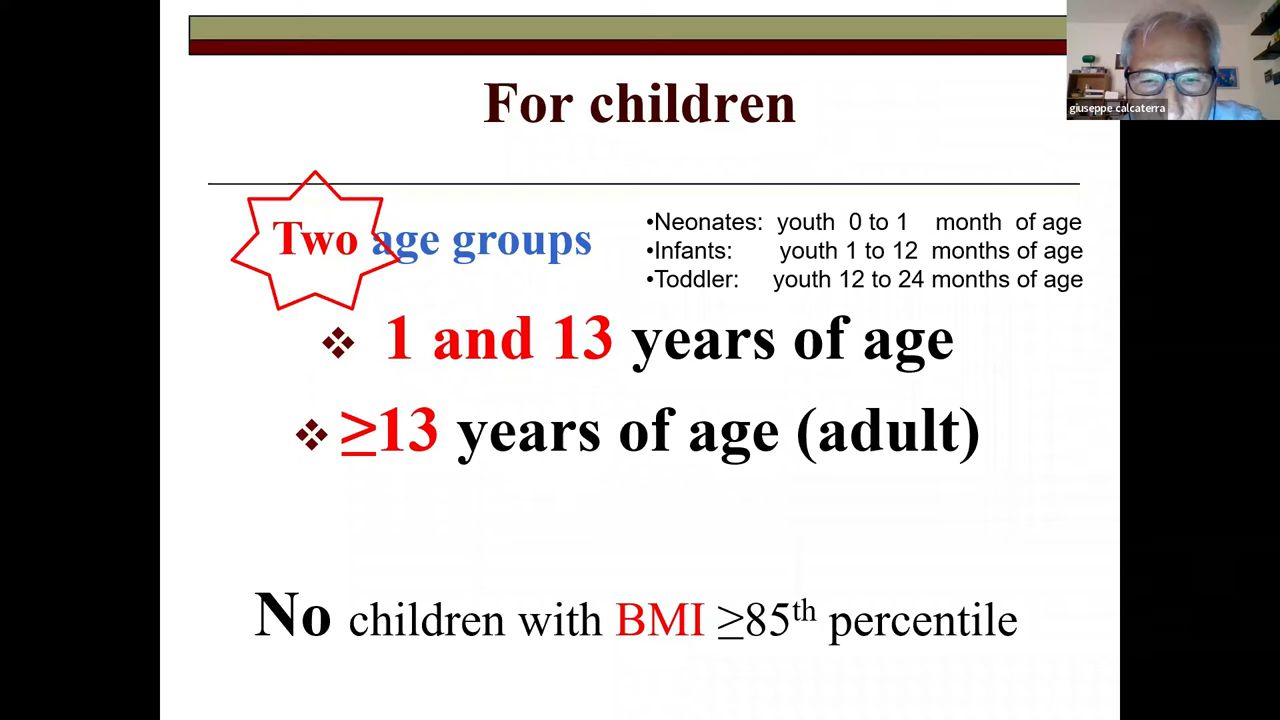 For children
giuseppe calcaterra
Two age groups
•Neonates: youth 0 to 1 month of age
•Infants: youth 1 to 12 months of age
•Toddler: youth 12 to 24 months of age
❖ 1 and 13 years of age
❖ ≥13 years of age (adult)
No children with BMI ≥85th percentile